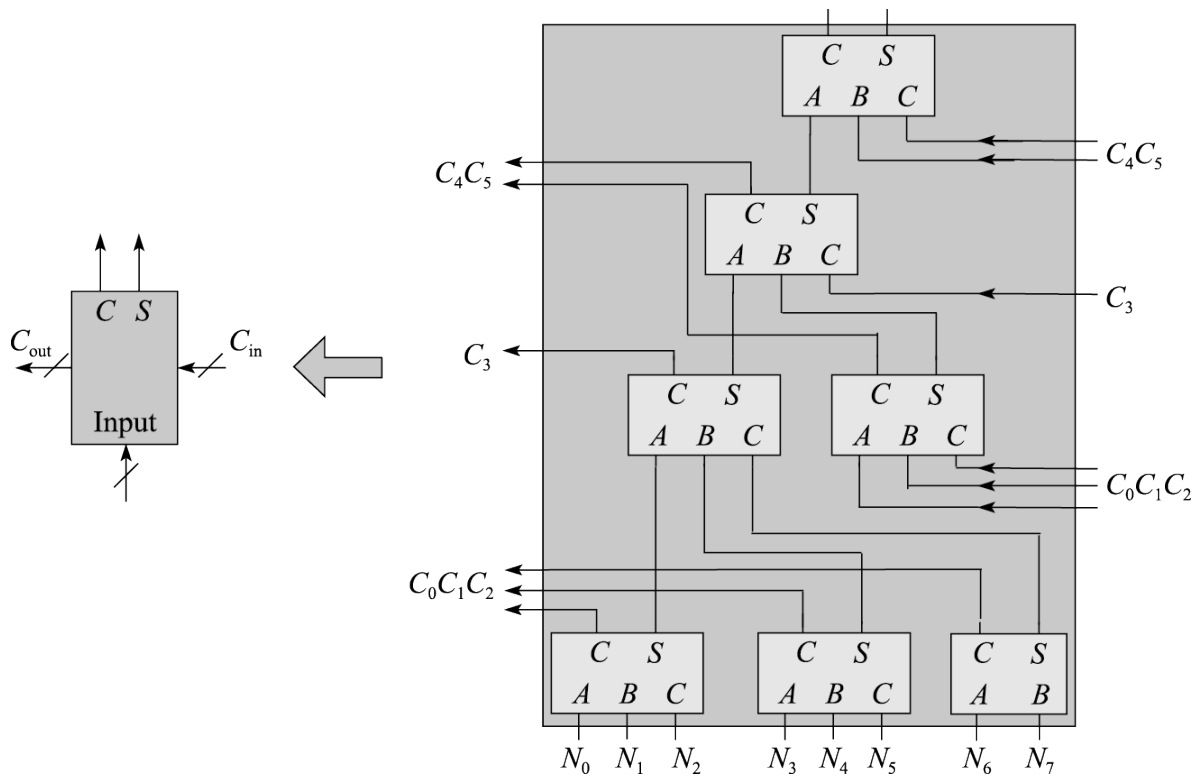 C S
A B C
C₄C₅
C₄C₅
C S
A B C
C₃
C S
C_out
C_in
Input
C₃
C S
A B C
C S
A B C
C₀C₁C₂
C₀C₁C₂
C S
A B C
C S
A B C
C S
A B
N₀ N₁ N₂ N₃ N₄ N₅ N₆ N₇